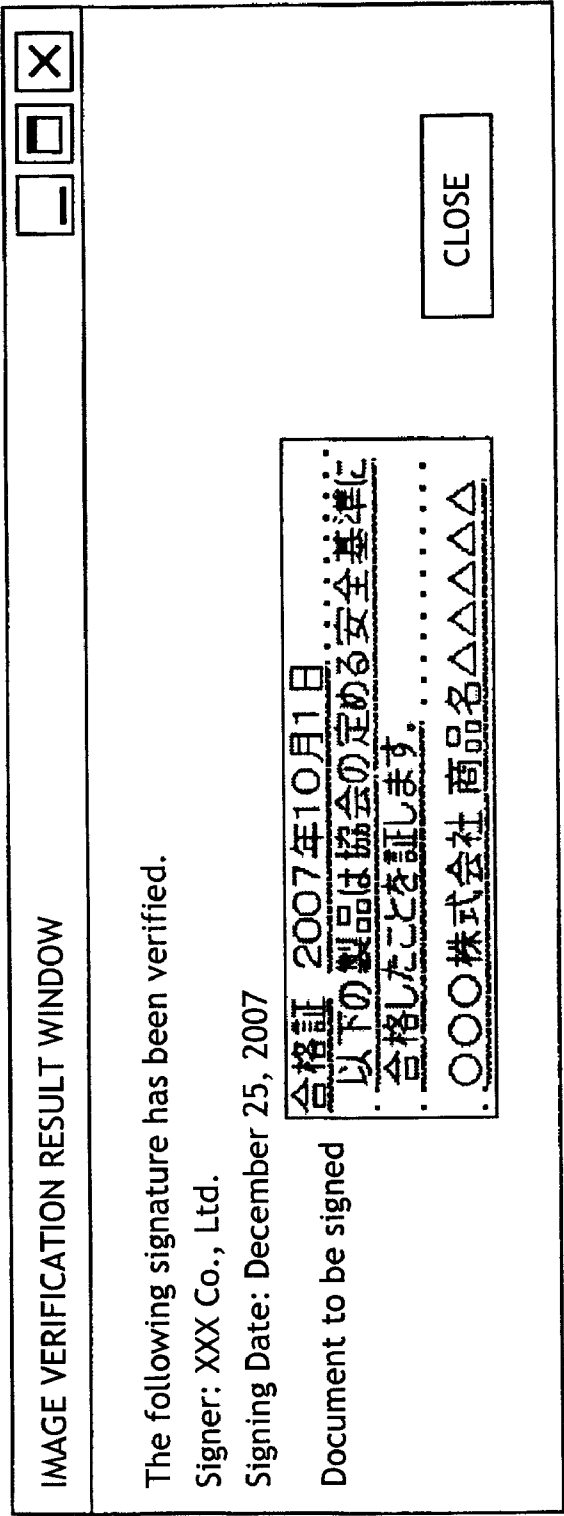 IMAGE VERIFICATION RESULT WINDOW
The following signature has been verified.
Signer: XXX Co., Ltd.
Signing Date: December 25, 2007
Document to be signed
合格証 2007年10月1日
以下の製品は協会の定める安全基準に
合格したことを証します.
○○○株式会社 商品名△△△△△
CLOSE